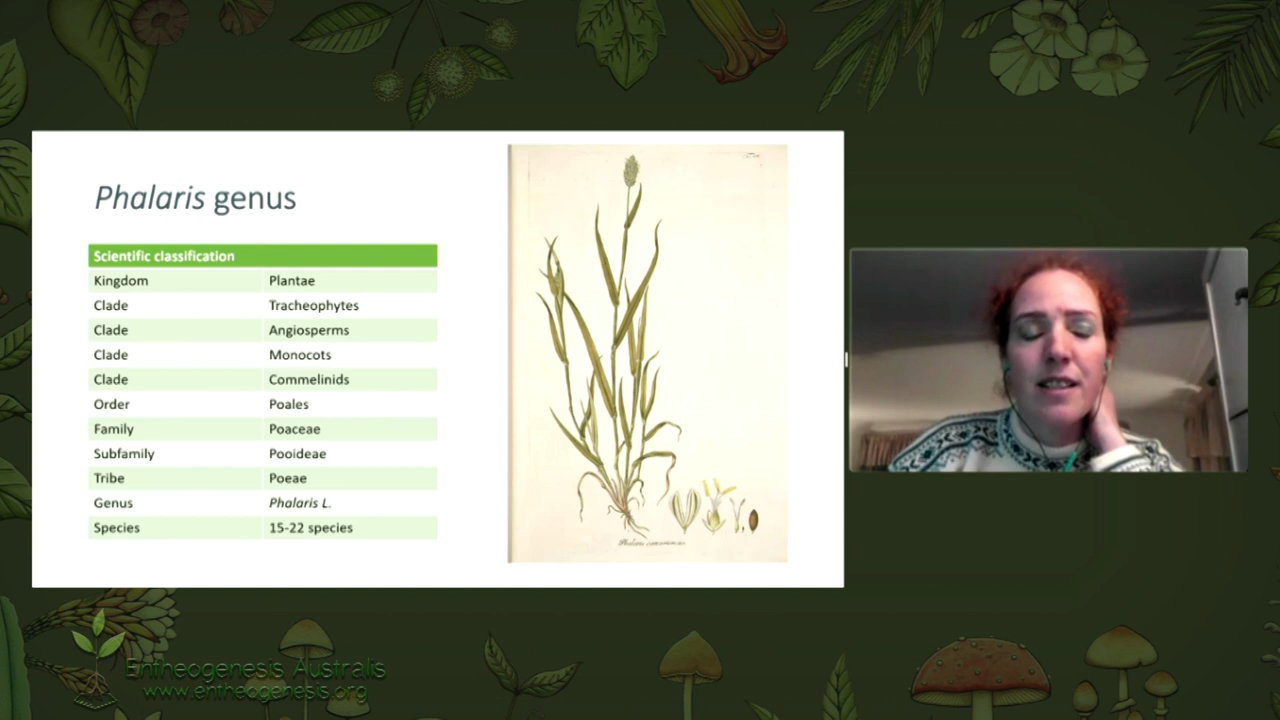 Phalaris genus
Scientific classification
Kingdom Plantae
Clade Tracheophytes
Clade Angiosperms
Clade Monocots
Clade Commelinids
Order Poales
Family Poaceae
Subfamily Pooideae
Tribe Poeae
Genus Phalaris L.
Species 15-22 species
Phalaris
Entheogenesis Australis
www.entheogenesis.org